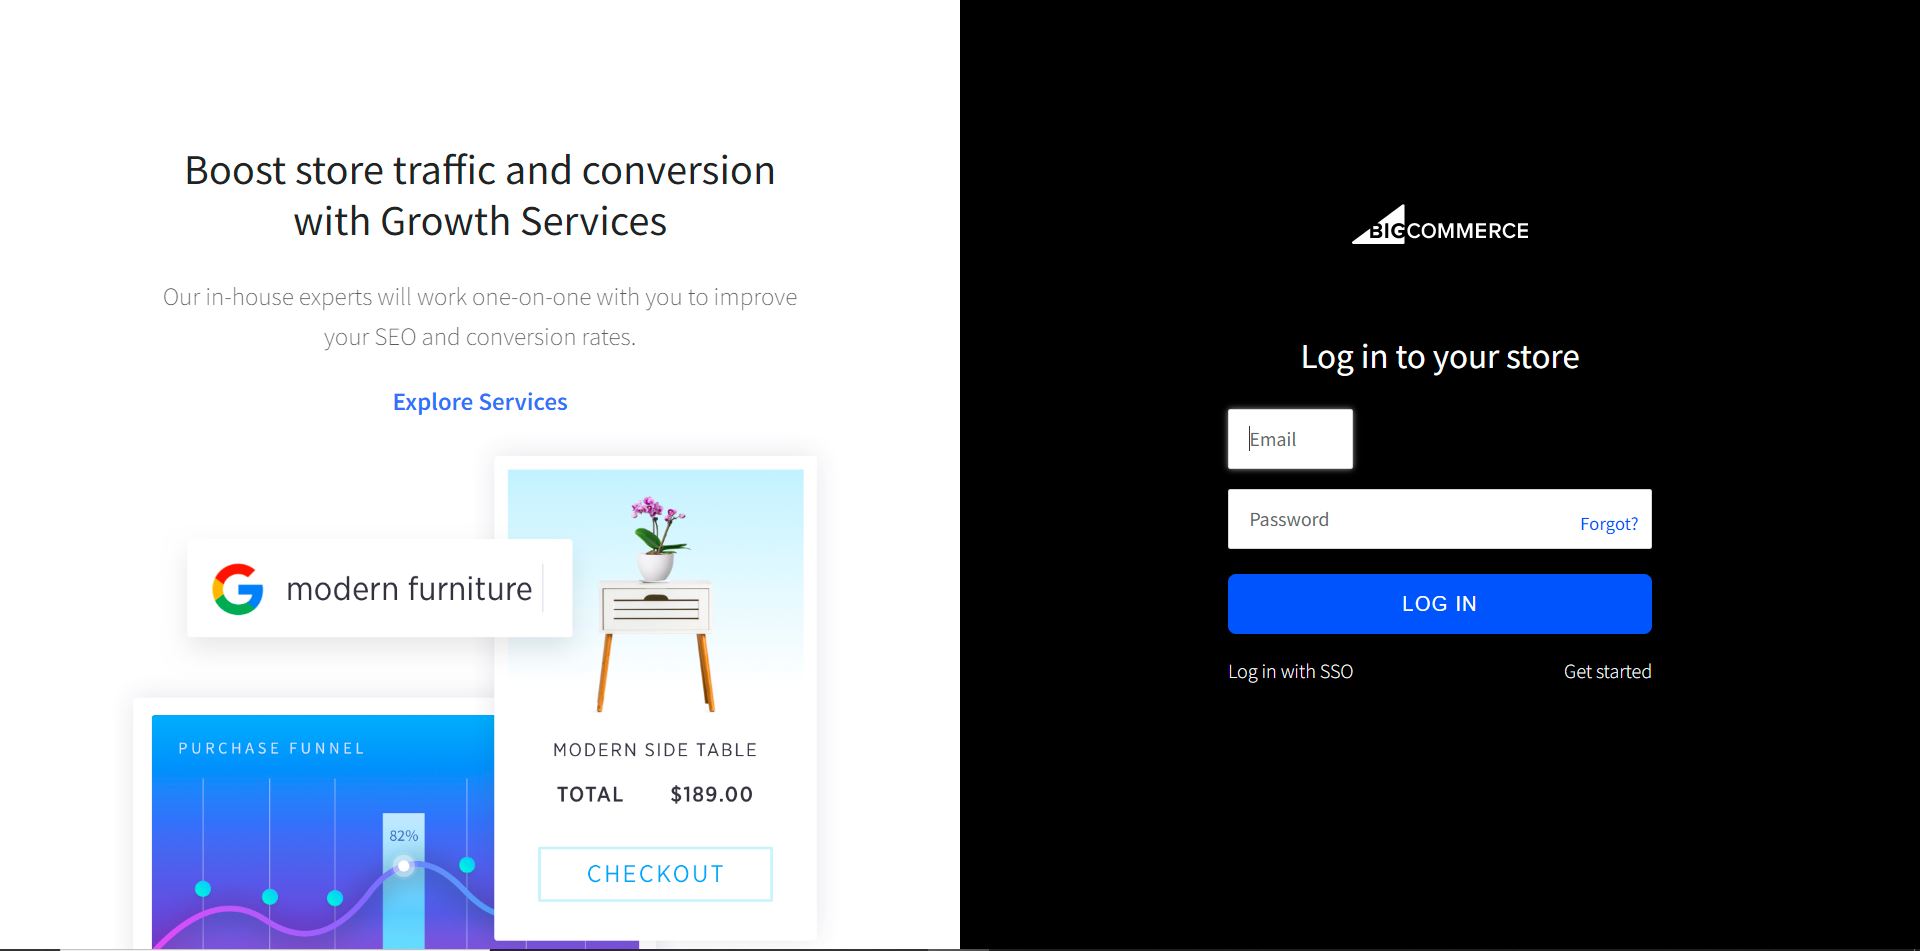 Boost store traffic and conversion
with Growth Services
Our in-house experts will work one-on-one with you to improve
your SEO and conversion rates.
Explore Services
modern furniture
MODERN SIDE TABLE
TOTAL $189.00
CHECKOUT
PURCHASE FUNNEL
82%
BIGCOMMERCE
Log in to your store
Email
Password
Forgot?
LOG IN
Log in with SSO
Get started